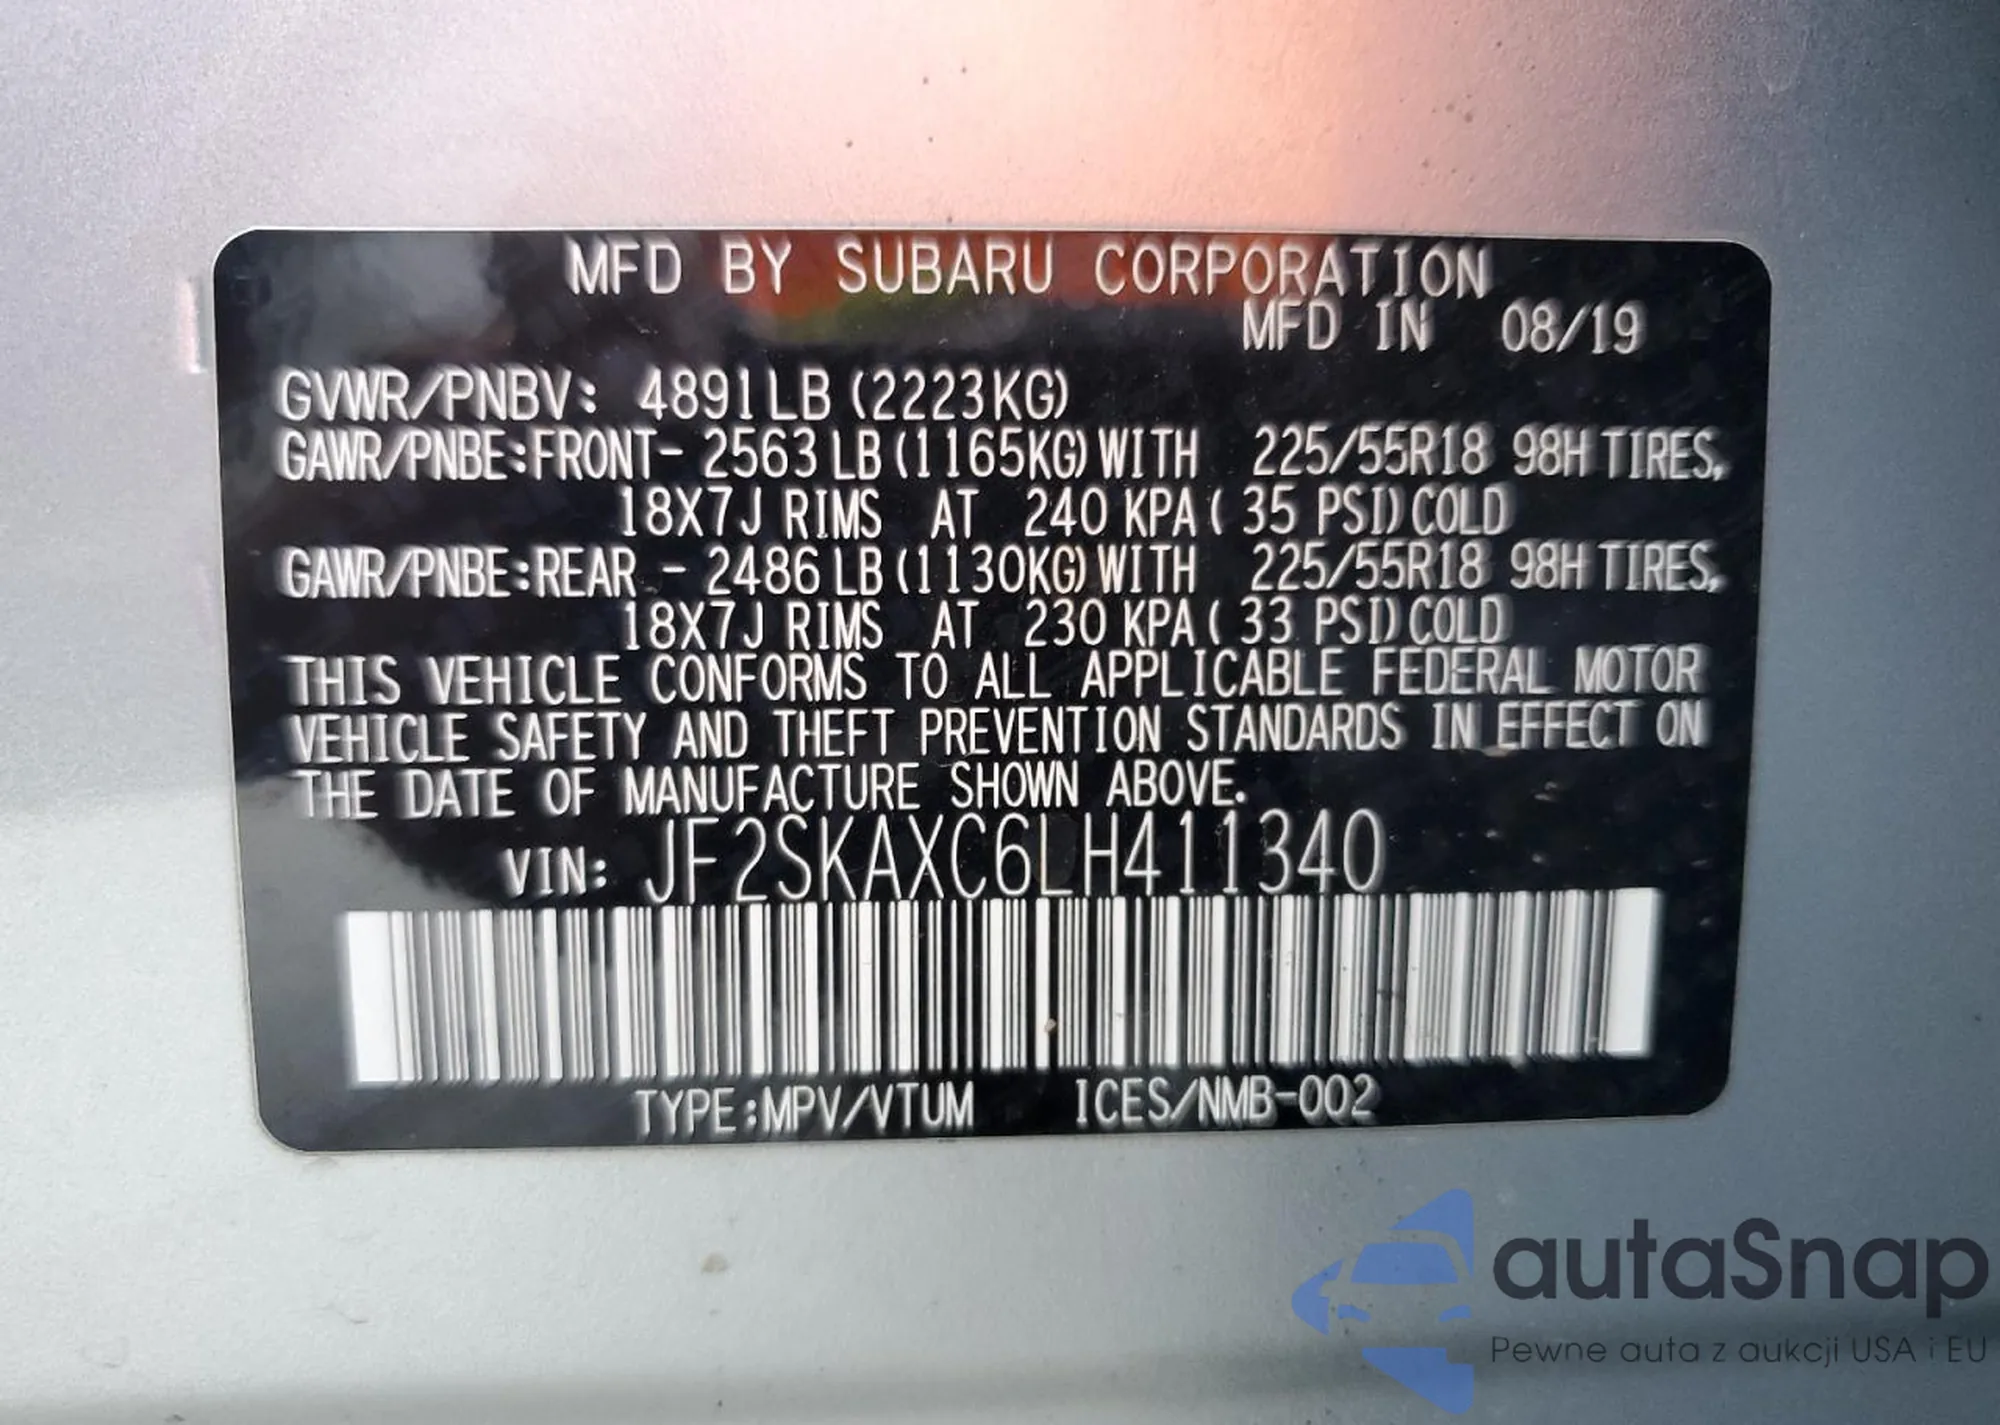 MFD BY SUBARU CORPORATION
MFD IN 08/19
GVWR/PNBV: 4891LB (2223KG)
GAWR/PNBE:FRONT- 2563 LB (1165KG) WITH 225/55R18 98H TIRES,
18X7J RIMS AT 240 KPA ( 35 PSI) COLD
GAWR/PNBE:REAR - 2486 LB (1130KG) WITH 225/55R18 98H TIRES,
18X7J RIMS AT 230 KPA ( 33 PSI) COLD
THIS VEHICLE CONFORMS TO ALL APPLICABLE FEDERAL MOTOR
VEHICLE SAFETY AND THEFT PREVENTION STANDARDS IN EFFECT ON
THE DATE OF MANUFACTURE SHOWN ABOVE.
VIN: JF2SKAXC6LH411340
TYPE:MPV/VTUM ICES/NMB-002
autaSnap
Pewne auta z aukcji USA i EU